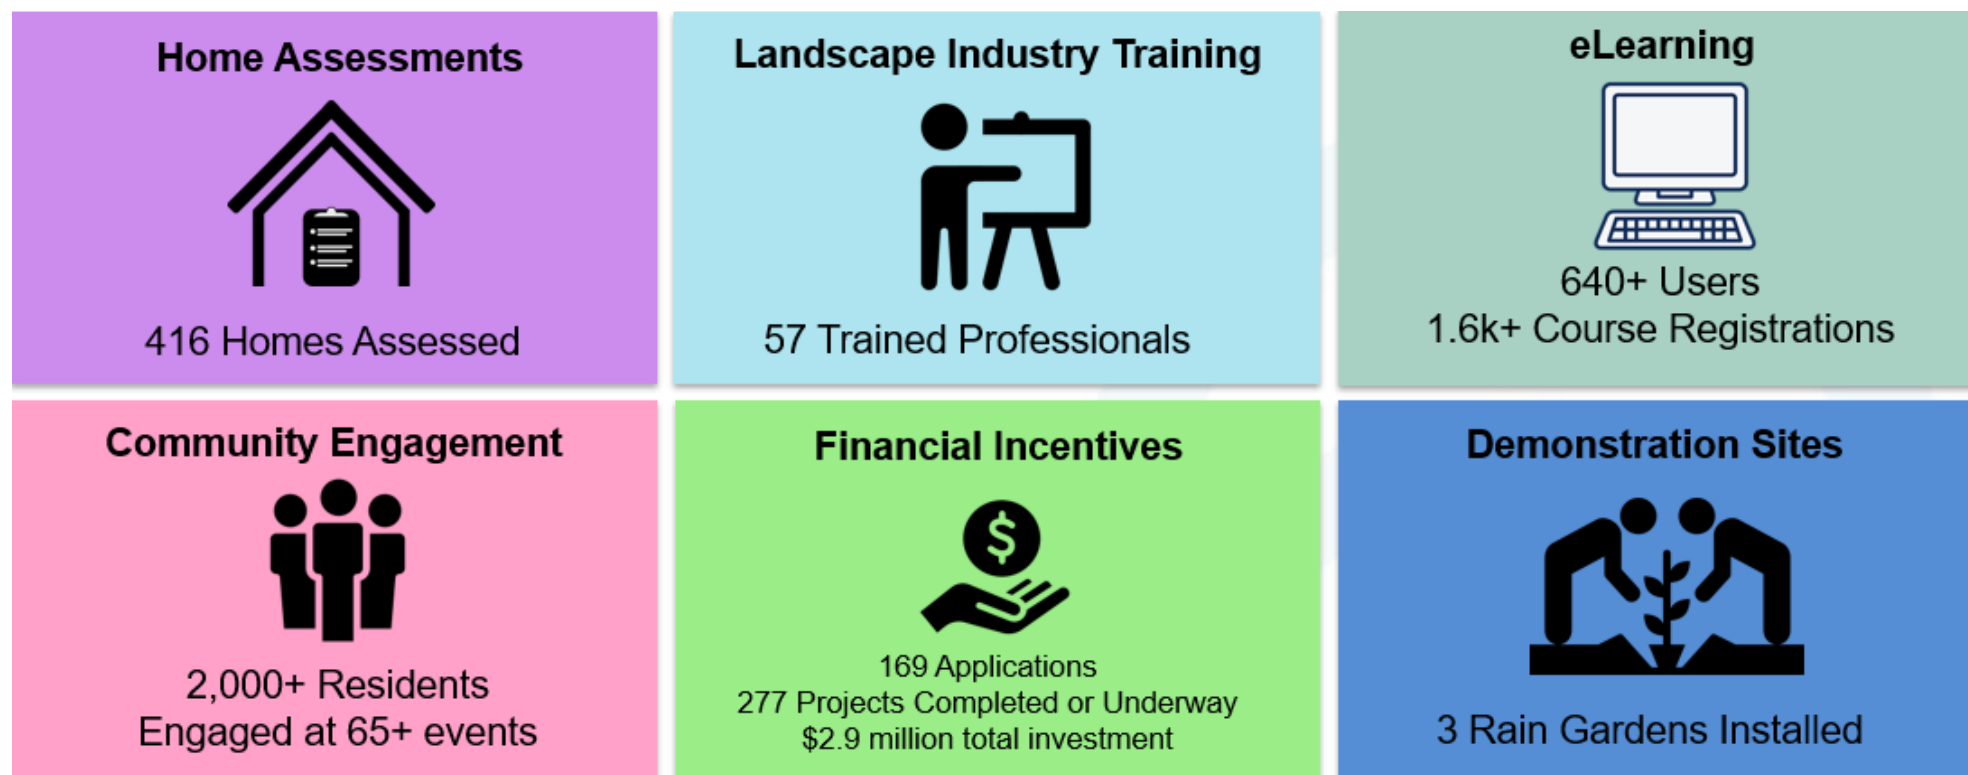 Home Assessments
416 Homes Assessed
Landscape Industry Training
57 Trained Professionals
eLearning
640+ Users
1.6k+ Course Registrations
Community Engagement
2,000+ Residents
Engaged at 65+ events
Financial Incentives
$
169 Applications
277 Projects Completed or Underway
$2.9 million total investment
Demonstration Sites
3 Rain Gardens Installed